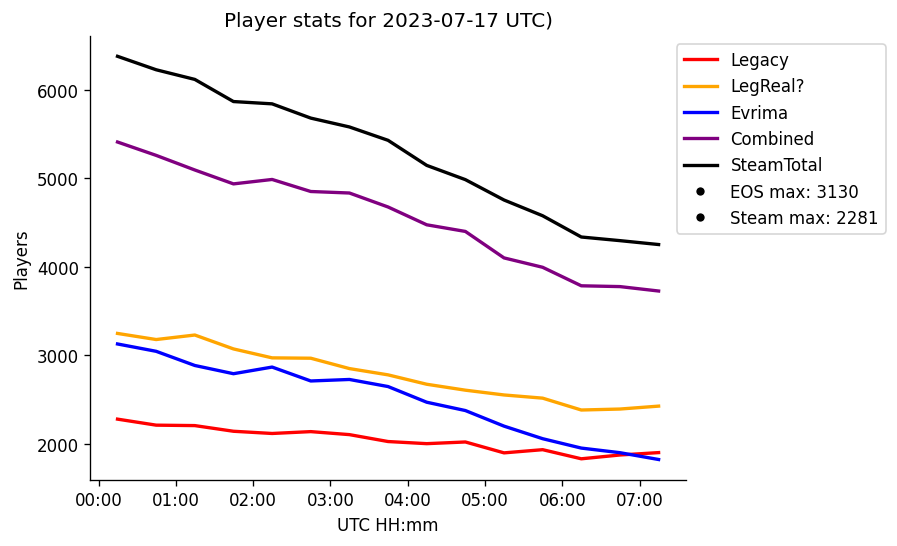 Player stats for 2023-07-17 UTC)
Legacy
LegReal?
Evrima
Combined
SteamTotal
EOS max: 3130
Steam max: 2281
Players
6000
5000
4000
3000
2000
00:00 01:00 02:00 03:00 04:00 05:00 06:00 07:00
UTC HH:mm